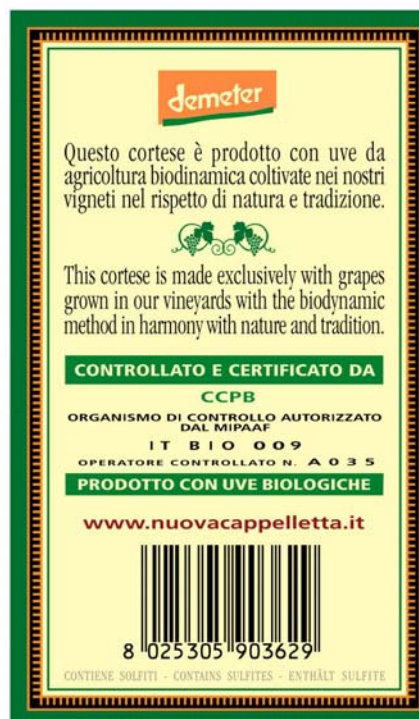 demeter
Questo cortese è prodotto con uve da
agricoltura biodinamica coltivate nei nostri
vigneti nel rispetto di natura e tradizione.
This cortese is made exclusively with grapes
grown in our vineyards with the biodynamic
method in harmony with nature and tradition.
CONTROLLATO E CERTIFICATO DA
CCPB
ORGANISMO DI CONTROLLO AUTORIZZATO
DAL MIPAAF
IT BIO 009
OPERATORE CONTROLLATO N. A035
PRODOTTO CON UVE BIOLOGICHE
www.nuovacappelletta.it
8 025305 903629
CONTIENE SOLFITI - CONTAINS SULFITES - ENTHÄLT SULFITE